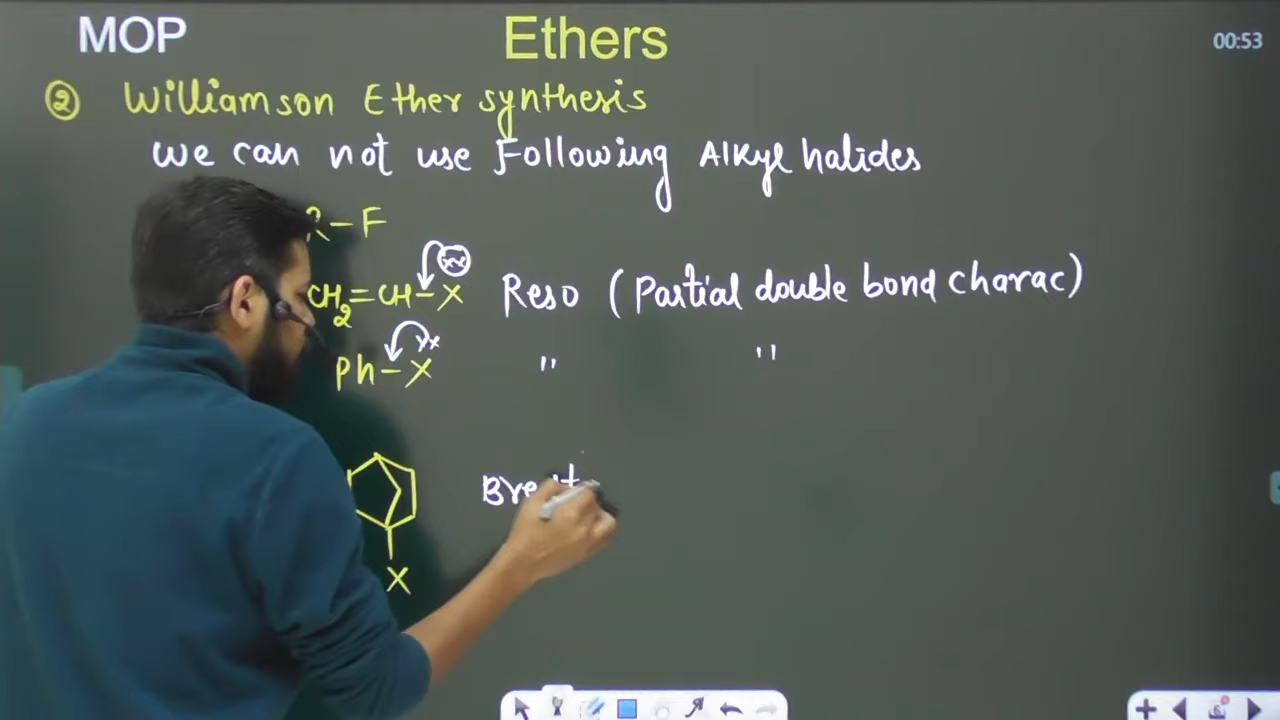 MOP
Ethers
00:53
② Williamson Ether synthesis
we can not use Following Alkyl halides
R-F
CH2=CH-X Reso (Partial double bond charac)
Ph-X " "
X